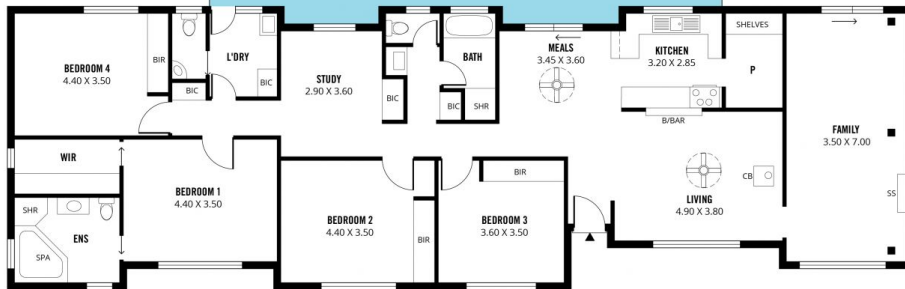 BEDROOM 4
4.40 X 3.50
BIR
BIC
L'DRY
BIC
STUDY
2.90 X 3.60
BIC
BIC
BATH
SHR
MEALS
3.45 X 3.60
KITCHEN
3.20 X 2.85
SHELVES
P
B/BAR
FAMILY
3.50 X 7.00
WIR
BEDROOM 1
4.40 X 3.50
SHR
ENS
SPA
BEDROOM 2
4.40 X 3.50
BIR
BIR
BEDROOM 3
3.60 X 3.50
LIVING
4.90 X 3.80
CB
SS